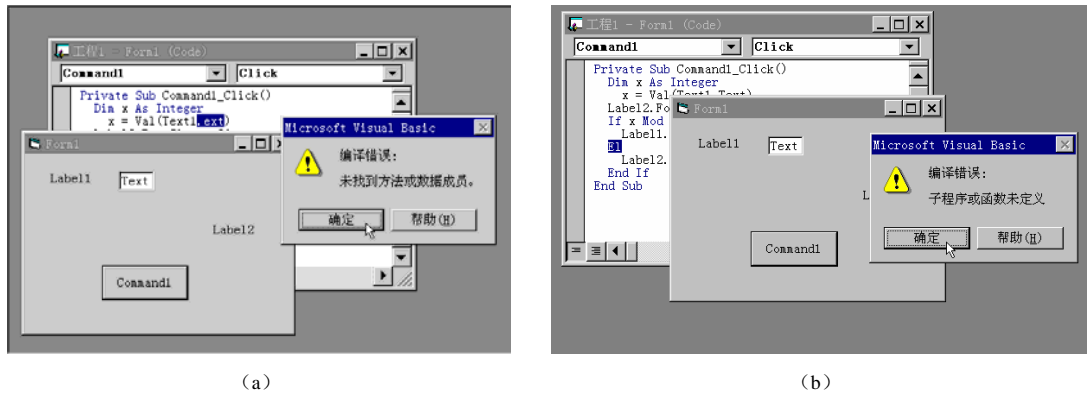 工程1 - Form1 (Code)
Command1
Click
Private Sub Command1_Click()
Dim x As Integer
x = Val(Text1.ext)
Form1
Label1
Text
Label2
Command1
Microsoft Visual Basic
编译错误:
未找到方法或数据成员。
确定
帮助(H)
(a)
工程1 - Form1 (Code)
Command1
Click
Private Sub Command1_Click()
Dim x As Integer
x = Val(Text1.Text)
Label2.Fo
If x Mod
Label1.
El
Label2.
End If
End Sub
Form1
Label1
Text
L
Command1
Microsoft Visual Basic
编译错误:
子程序或函数未定义
确定
帮助(H)
(b)